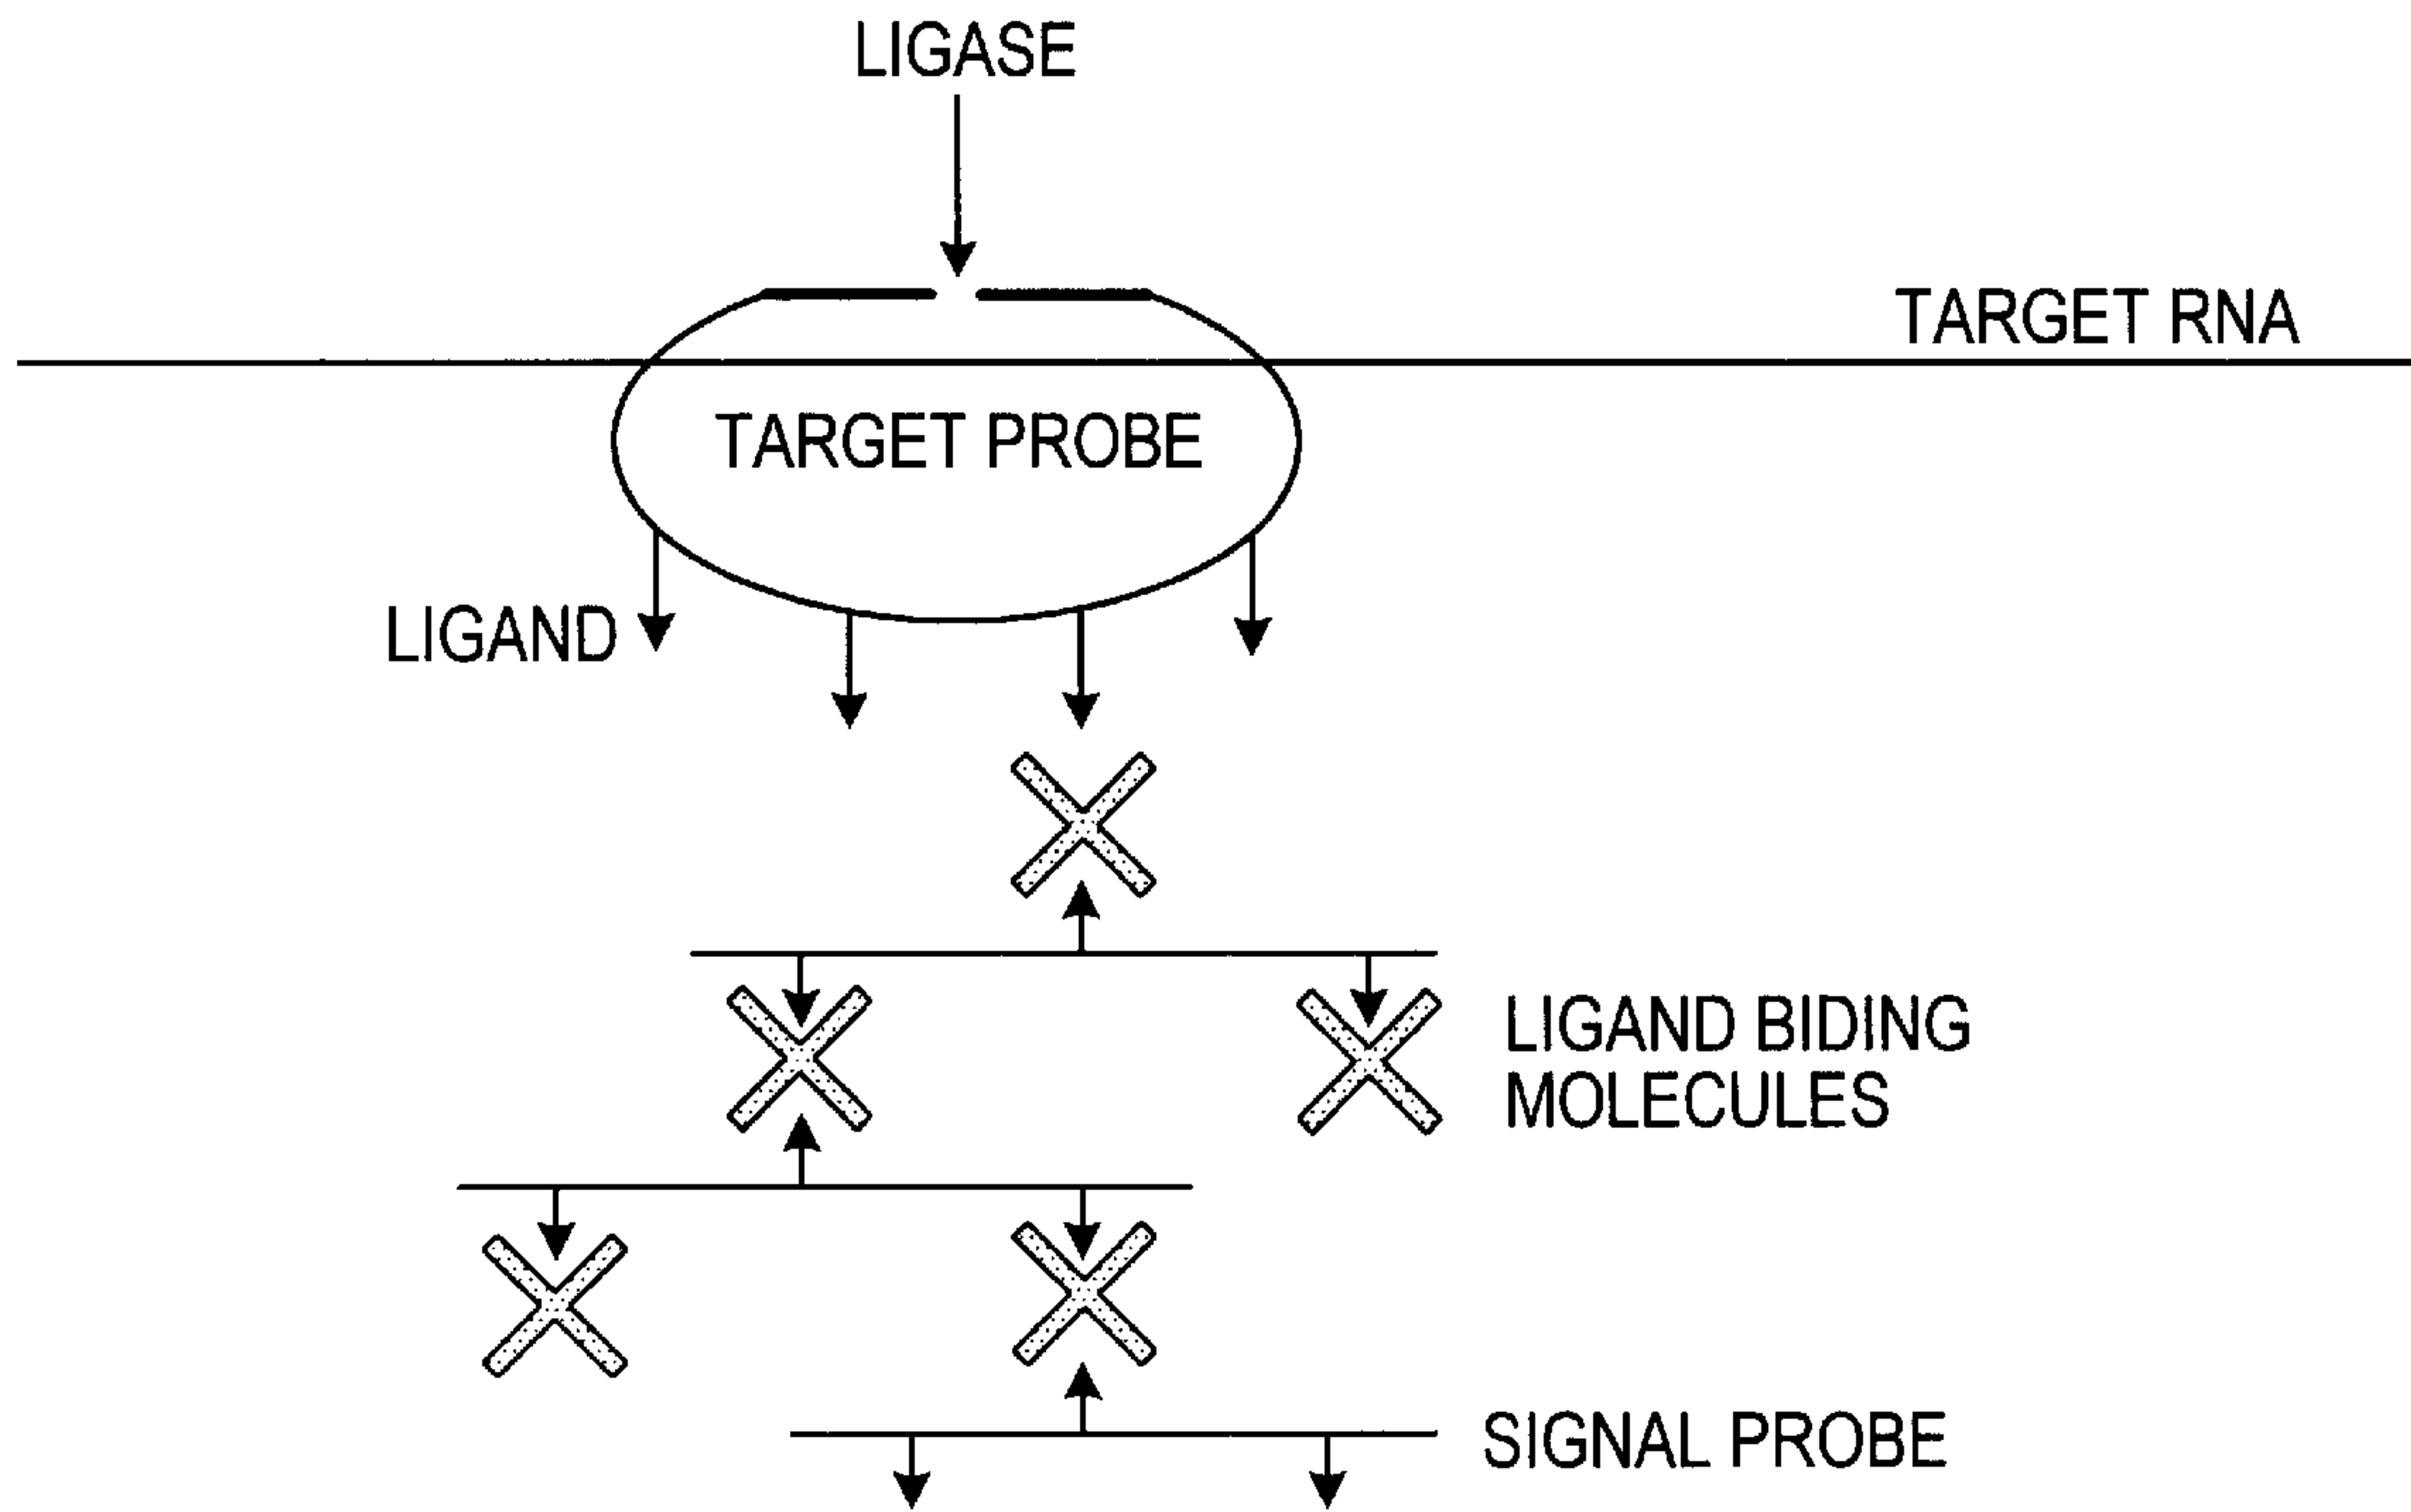 LIGASE
TARGET RNA
TARGET PROBE
LIGAND
LIGAND BIDING
MOLECULES
SIGNAL PROBE